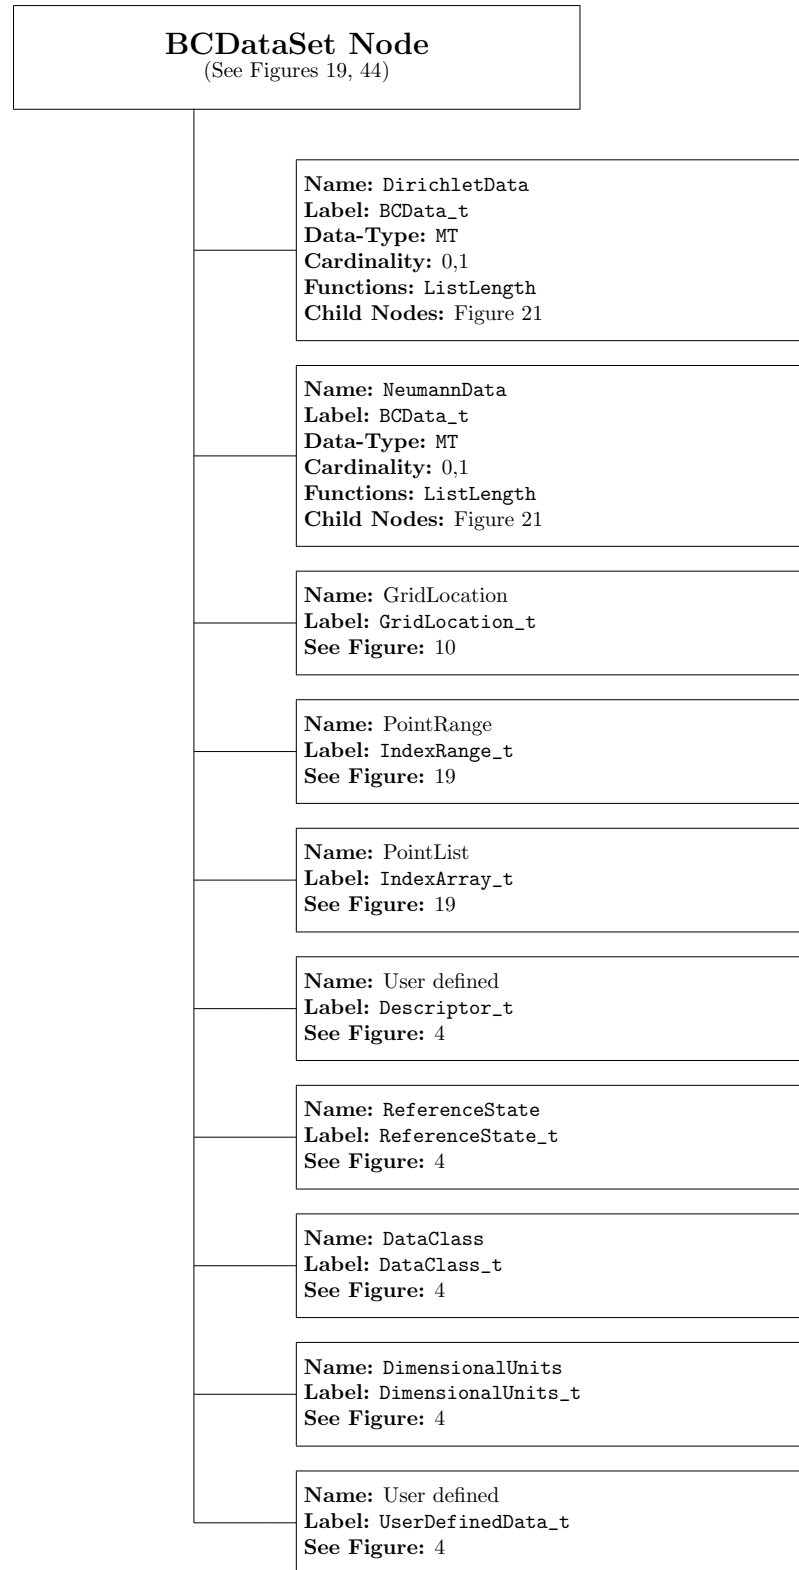 BCDataSet Node
(See Figures 19, 44)
Name: DirichletData
Label: BCData_t
Data-Type: MT
Cardinality: 0,1
Functions: ListLength
Child Nodes: Figure 21
Name: NeumannData
Label: BCData_t
Data-Type: MT
Cardinality: 0,1
Functions: ListLength
Child Nodes: Figure 21
Name: GridLocation
Label: GridLocation_t
See Figure: 10
Name: PointRange
Label: IndexRange_t
See Figure: 19
Name: PointList
Label: IndexArray_t
See Figure: 19
Name: User defined
Label: Descriptor_t
See Figure: 4
Name: ReferenceState
Label: ReferenceState_t
See Figure: 4
Name: DataClass
Label: DataClass_t
See Figure: 4
Name: DimensionalUnits
Label: DimensionalUnits_t
See Figure: 4
Name: User defined
Label: UserDefinedData_t
See Figure: 4